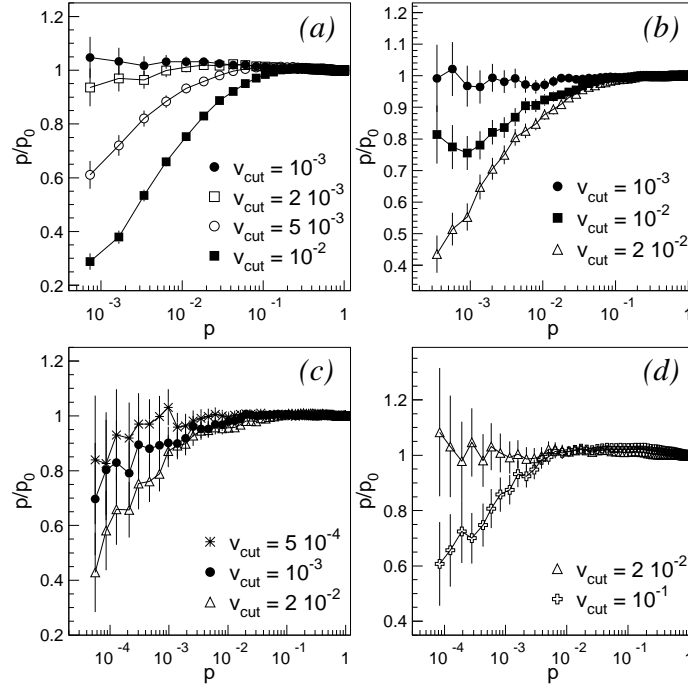 (a)
p/p₀
1.2
1
0.8
0.6
0.4
0.2
v_cut = 10⁻³
v_cut = 2 10⁻³
v_cut = 5 10⁻³
v_cut = 10⁻²
10⁻³ 10⁻² 10⁻¹ 1
p
(b)
p/p₀
1.2
1.1
1
0.9
0.8
0.7
0.6
0.5
0.4
v_cut = 10⁻³
v_cut = 10⁻²
v_cut = 2 10⁻²
10⁻³ 10⁻² 10⁻¹ 1
p
(c)
p/p₀
1.2
1
0.8
0.6
0.4
0.2
v_cut = 5 10⁻⁴
v_cut = 10⁻³
v_cut = 2 10⁻²
10⁻⁴ 10⁻³ 10⁻² 10⁻¹ 1
p
(d)
p/p₀
1.4
1.2
1
0.8
0.6
0.4
v_cut = 2 10⁻²
v_cut = 10⁻¹
10⁻⁴ 10⁻³ 10⁻² 10⁻¹ 1
p